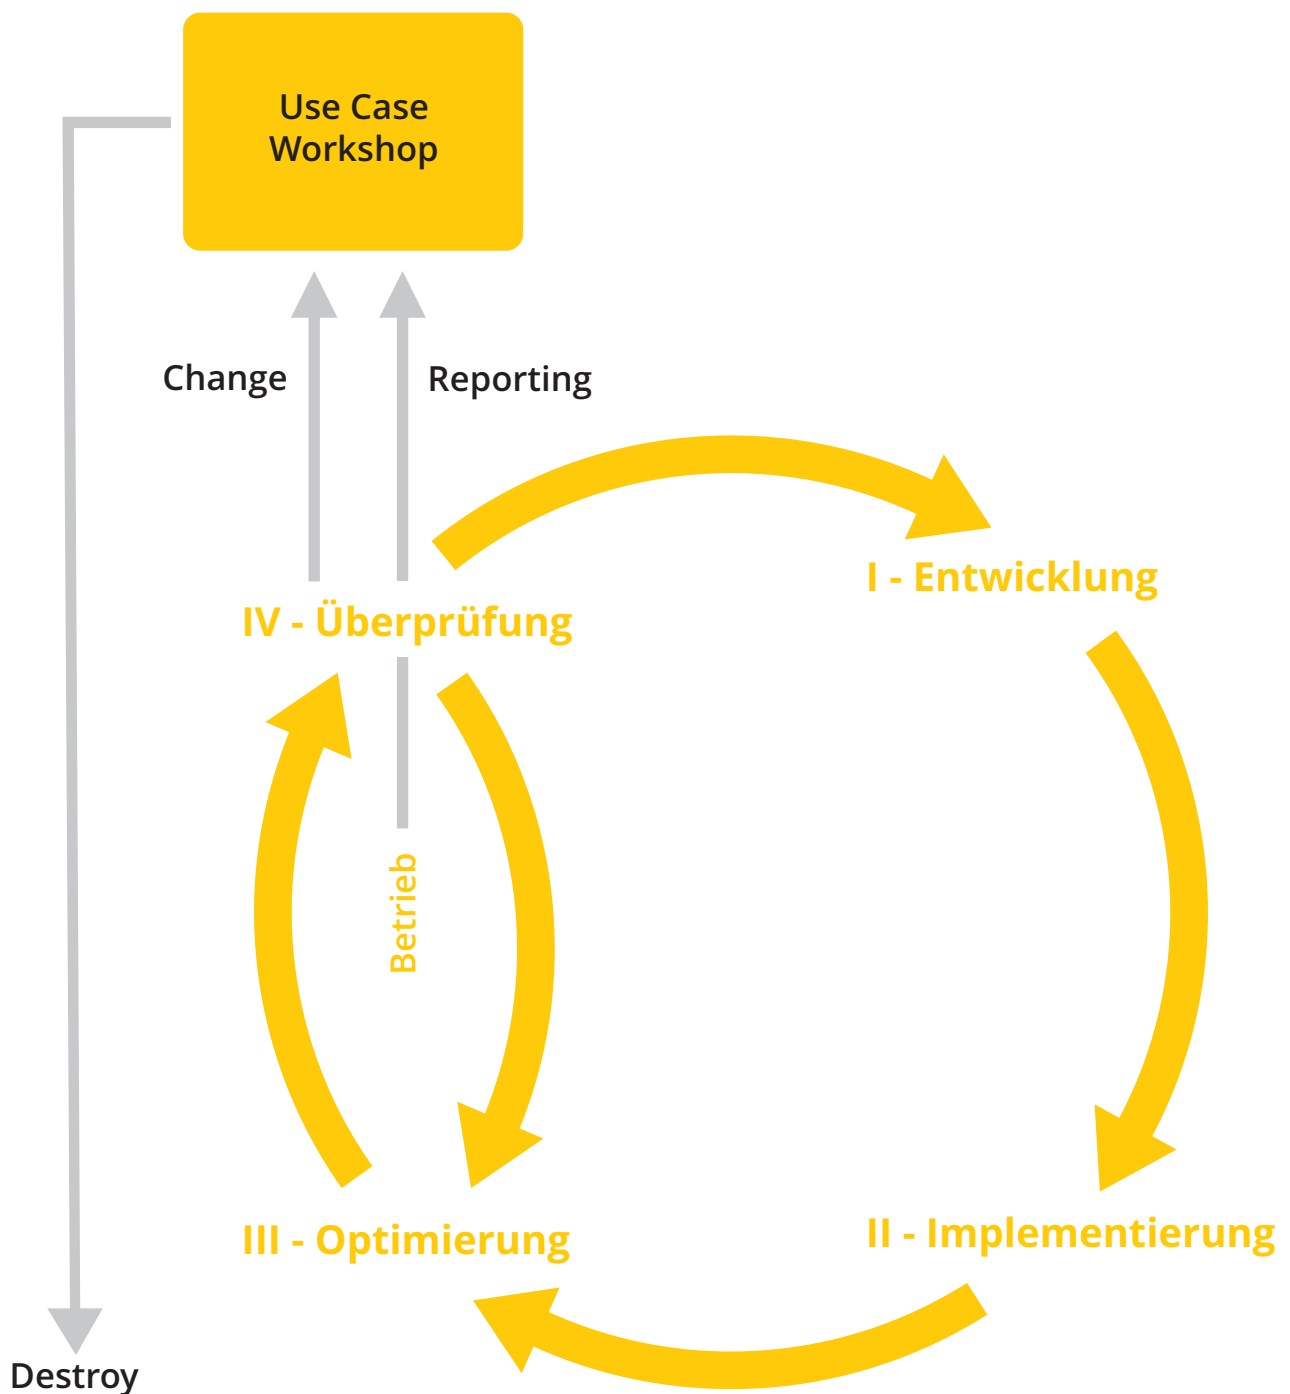 Use Case
Workshop
Change
Reporting
I - Entwicklung
IV - Überprüfung
Betrieb
III - Optimierung
II - Implementierung
Destroy